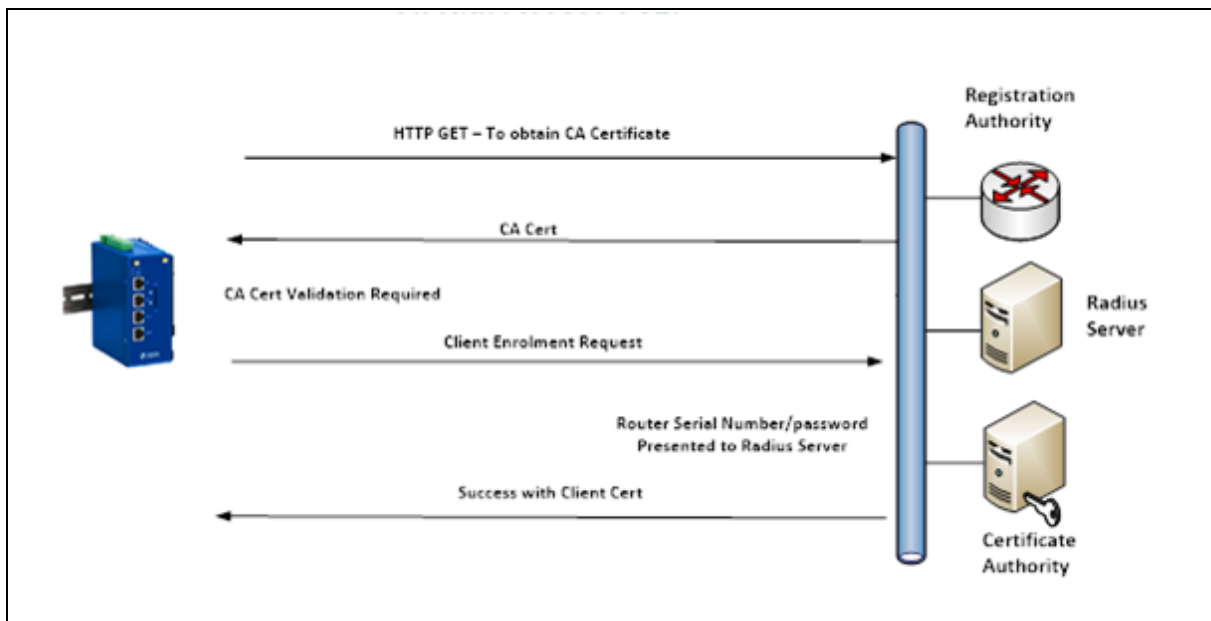 HTTP GET – To obtain CA Certificate
Registration
Authority
CA Cert
CA Cert Validation Required
Radius
Server
Client Enrolment Request
Router Serial Number/password
Presented to Radius Server
Success with Client Cert
Certificate
Authority